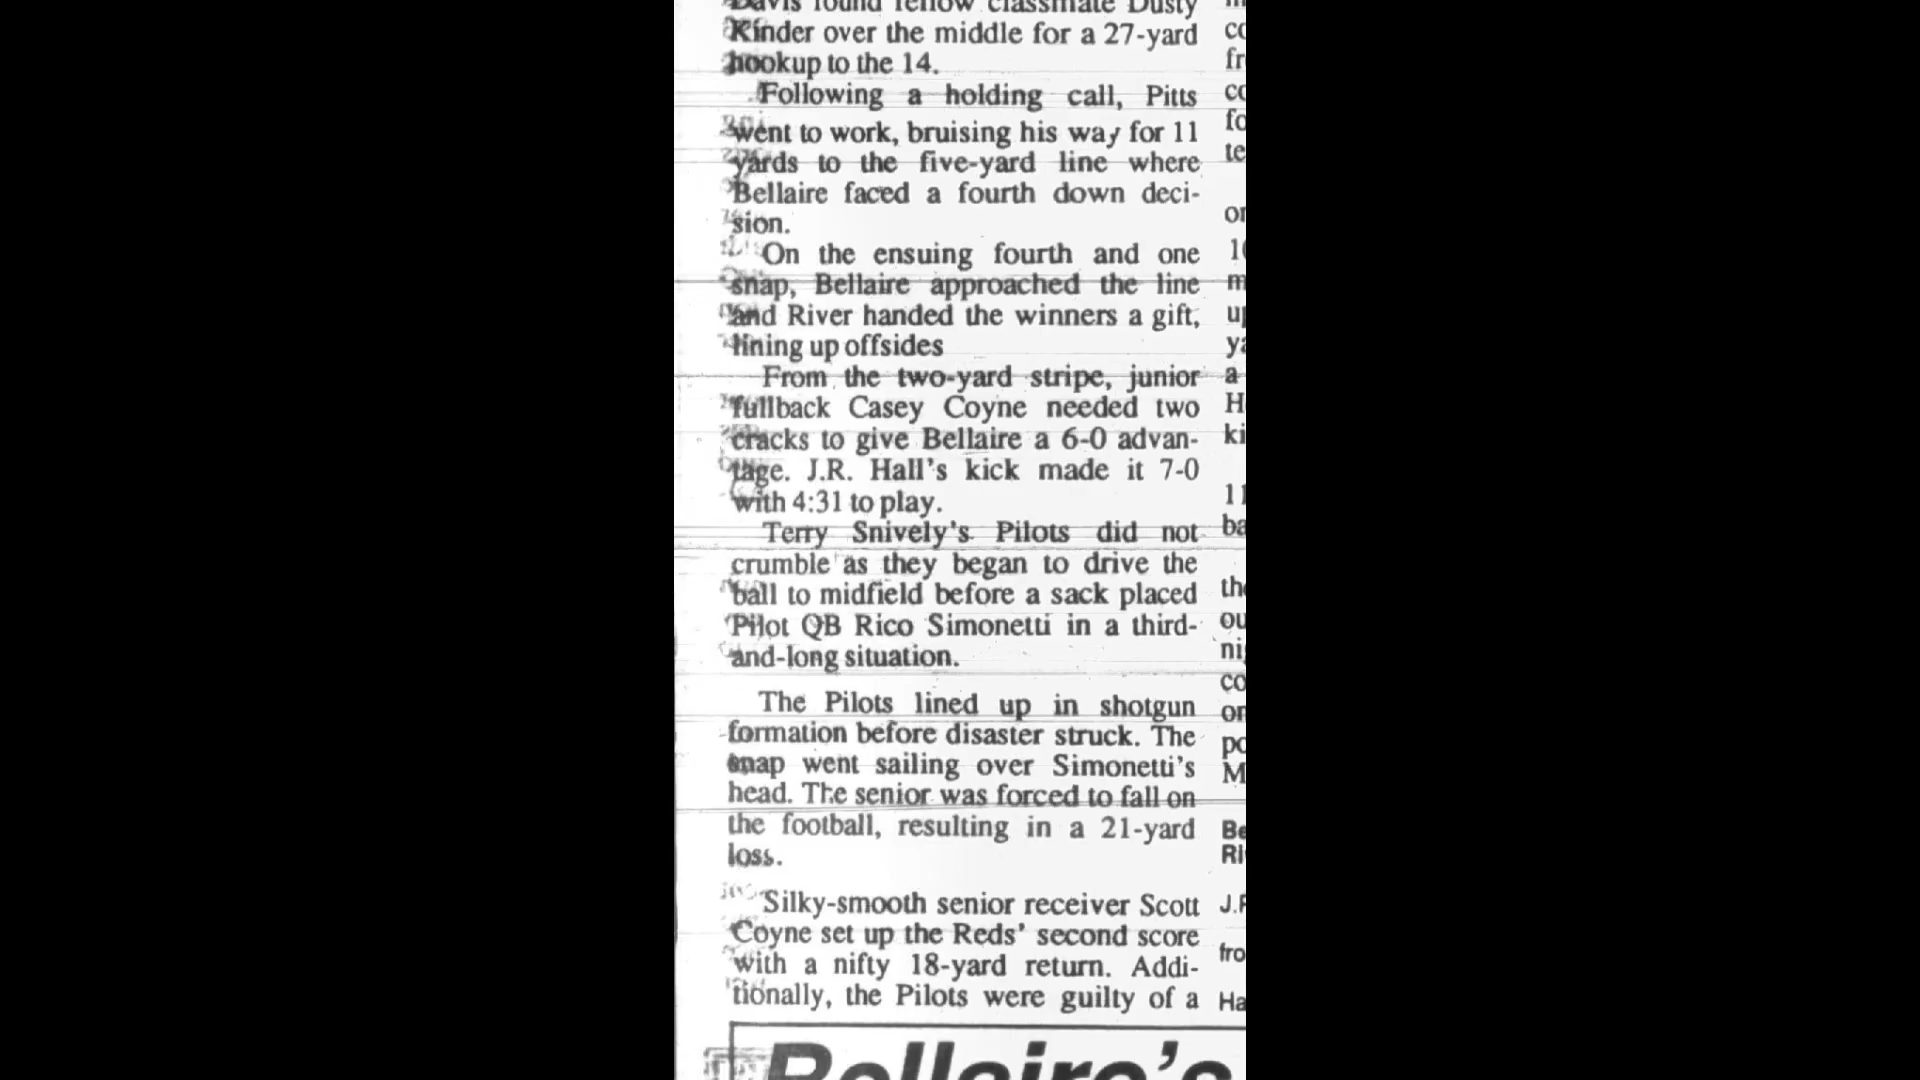 Davis found fellow classmate Dusty
Kinder over the middle for a 27-yard
hookup to the 14.
Following a holding call, Pitts
went to work, bruising his way for 11
yards to the five-yard line where
Bellaire faced a fourth down deci-
sion.
On the ensuing fourth and one
snap, Bellaire approached the line
and River handed the winners a gift,
lining up offsides
From the two-yard stripe, junior
fullback Casey Coyne needed two
cracks to give Bellaire a 6-0 advan-
tage. J.R. Hall's kick made it 7-0
with 4:31 to play.
Terry Snively's Pilots did not
crumble as they began to drive the
ball to midfield before a sack placed
Pilot QB Rico Simonetti in a third-
and-long situation.
The Pilots lined up in shotgun
formation before disaster struck. The
snap went sailing over Simonetti's
head. The senior was forced to fall on
the football, resulting in a 21-yard
loss.
Silky-smooth senior receiver Scott
Coyne set up the Reds' second score
with a nifty 18-yard return. Addi-
tionally, the Pilots were guilty of a
Bellaire's